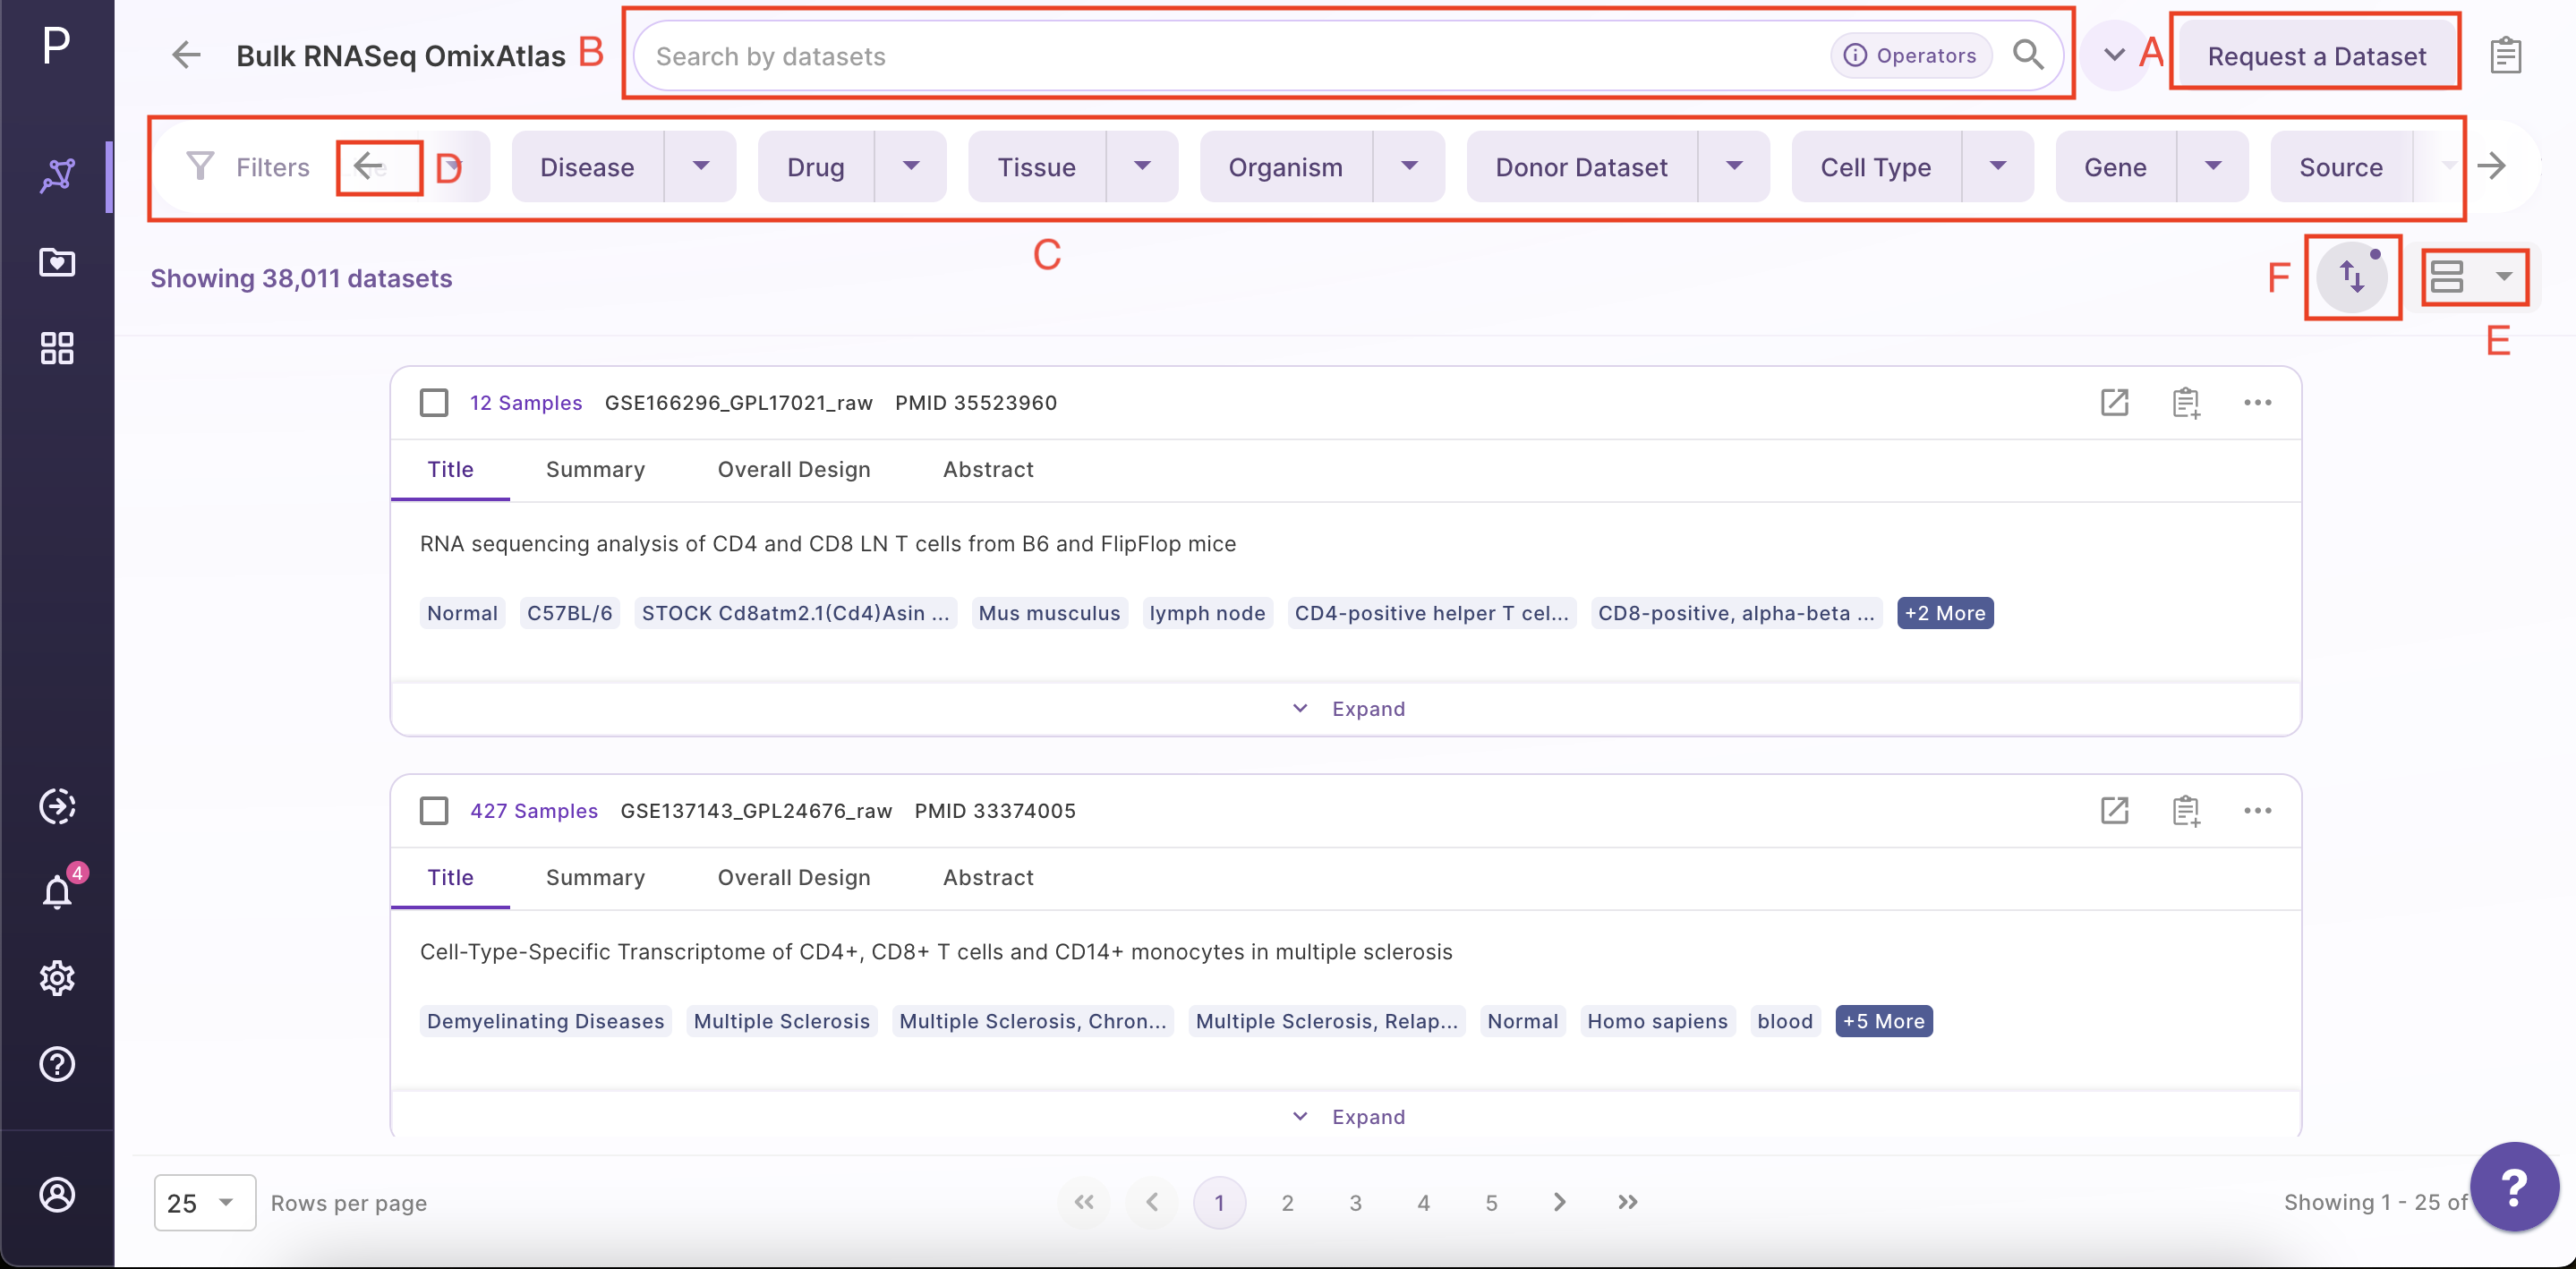 P
Bulk RNASeq OmixAtlas B Search by datasets Operators A Request a Dataset
Filters D Disease Drug Tissue Organism Donor Dataset Cell Type Gene Source
C
Showing 38,011 datasets F
E
12 Samples GSE166296_GPL17021_raw PMID 35523960
Title Summary Overall Design Abstract
RNA sequencing analysis of CD4 and CD8 LN T cells from B6 and FlipFlop mice
Normal C57BL/6 STOCK Cd8atm2.1(Cd4)Asin ... Mus musculus lymph node CD4-positive helper T cel... CD8-positive, alpha-beta ... +2 More
Expand
427 Samples GSE137143_GPL24676_raw PMID 33374005
Title Summary Overall Design Abstract
Cell-Type-Specific Transcriptome of CD4+, CD8+ T cells and CD14+ monocytes in multiple sclerosis
Demyelinating Diseases Multiple Sclerosis Multiple Sclerosis, Chron... Multiple Sclerosis, Relap... Normal Homo sapiens blood +5 More
4
Expand
25 Rows per page « ‹ 1 2 3 4 5 › » Showing 1 - 25 of ?